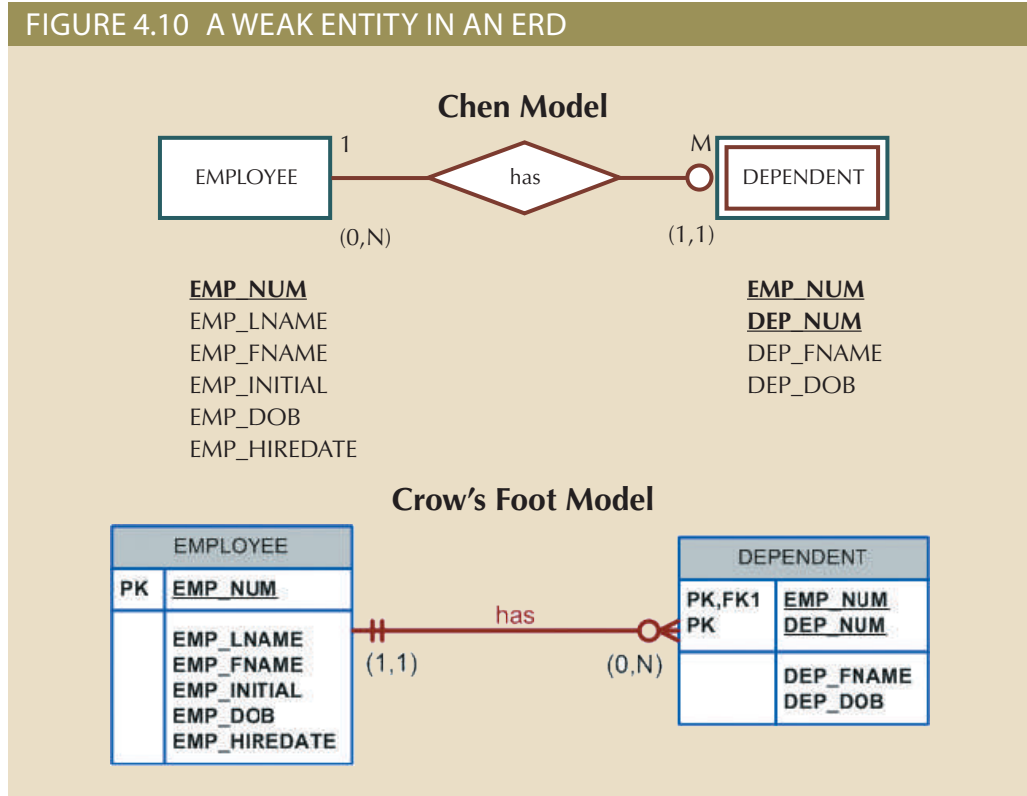 FIGURE 4.10 A WEAK ENTITY IN AN ERD
Chen Model
1 M
EMPLOYEE has DEPENDENT
(0,N) (1,1)
EMP_NUM
EMP_LNAME
EMP_FNAME
EMP_INITIAL
EMP_DOB
EMP_HIREDATE
EMP_NUM
DEP_NUM
DEP_FNAME
DEP_DOB
Crow's Foot Model
EMPLOYEE
PK EMP_NUM
EMP_LNAME
EMP_FNAME
EMP_INITIAL
EMP_DOB
EMP_HIREDATE
has
(1,1) (0,N)
DEPENDENT
PK,FK1 EMP_NUM
PK DEP_NUM
DEP_FNAME
DEP_DOB